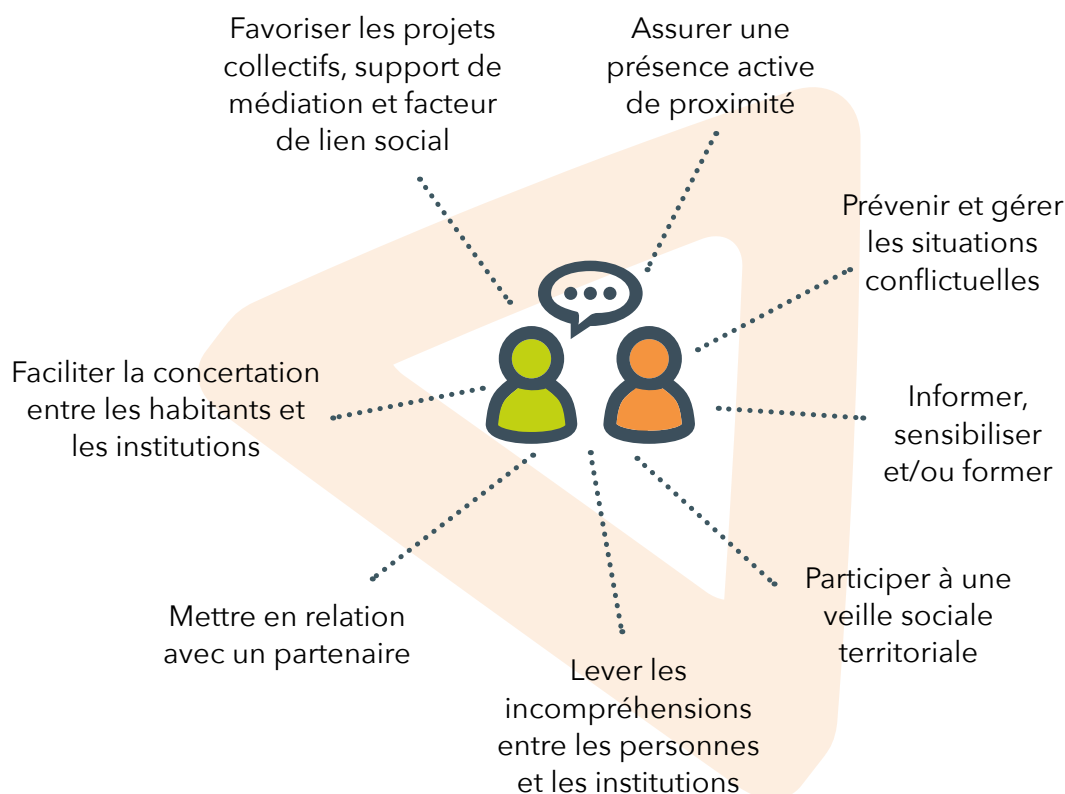 Favoriser les projets
collectifs, support de
médiation et facteur
de lien social
Assurer une
présence active
de proximité
Prévenir et gérer
les situations
conflictuelles
Informer,
sensibiliser
et/ou former
Participer à une
veille sociale
territoriale
Lever les
incompréhensions
entre les personnes
et les institutions
Mettre en relation
avec un partenaire
Faciliter la concertation
entre les habitants et
les institutions